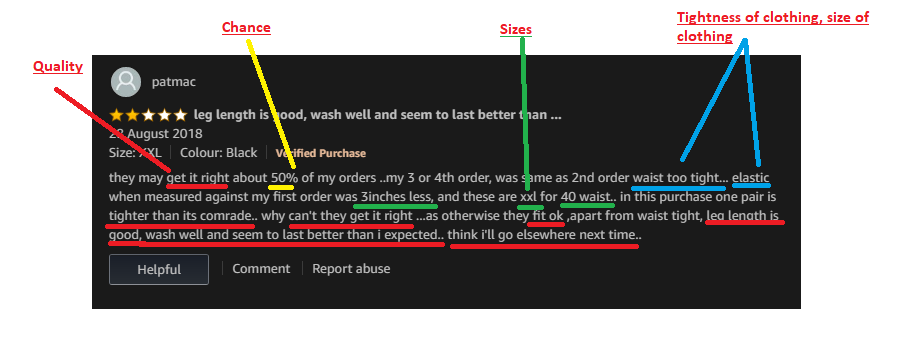 Tightness of clothing, size of
clothing
Chance
Sizes
Quality
patmac
leg length is good, wash well and seem to last better than ...
28 August 2018
Size: XXL Colour: Black Verified Purchase
they may get it right about 50% of my orders ..my 3 or 4th order, was same as 2nd order waist too tight... elastic
when measured against my first order was 3inches less, and these are xxl for 40 waist.. in this purchase one pair is
tighter than its comrade.. why can't they get it right ...as otherwise they fit ok ,apart from waist tight, leg length is
good, wash well and seem to last better than i expected.. think i'll go elsewhere next time..
Helpful Comment Report abuse